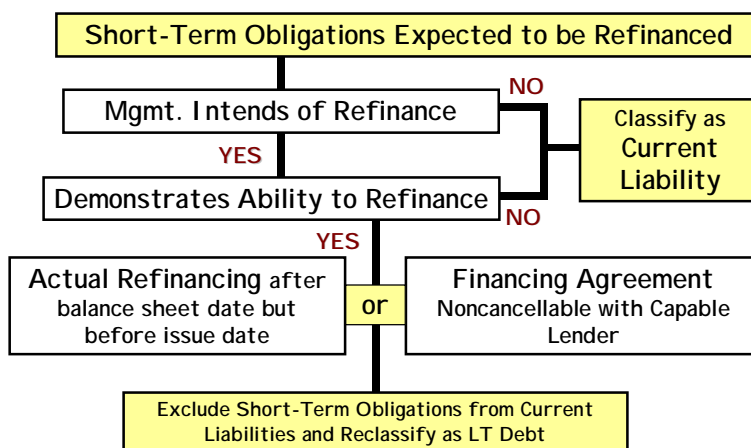 Short-Term Obligations Expected to be Refinanced
NO
Mgmt. Intends of Refinance
Classify as
Current
Liability
YES
Demonstrates Ability to Refinance
NO
YES
Actual Refinancing after
balance sheet date but
before issue date
or
Financing Agreement
Noncancellable with Capable
Lender
Exclude Short-Term Obligations from Current
Liabilities and Reclassify as LT Debt